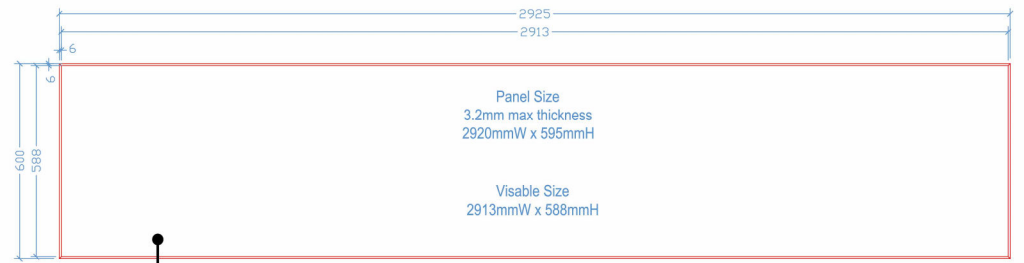 2925
2913
6
6
600
588
Panel Size
3.2mm max thickness
2920mmW x 595mmH
Visable Size
2913mmW x 588mmH